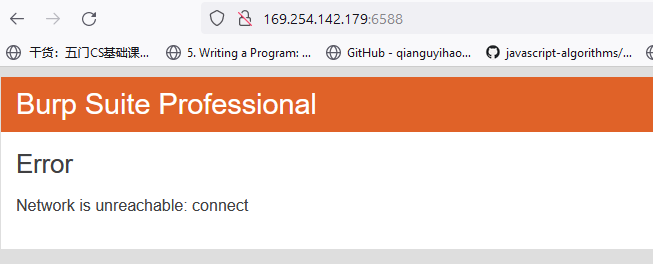 169.254.142.179:6588
干货：五门CS基础课...
5. Writing a Program: ...
GitHub - qianguyihao...
javascript-algorithms/...
Burp Suite Professional
Error
Network is unreachable: connect